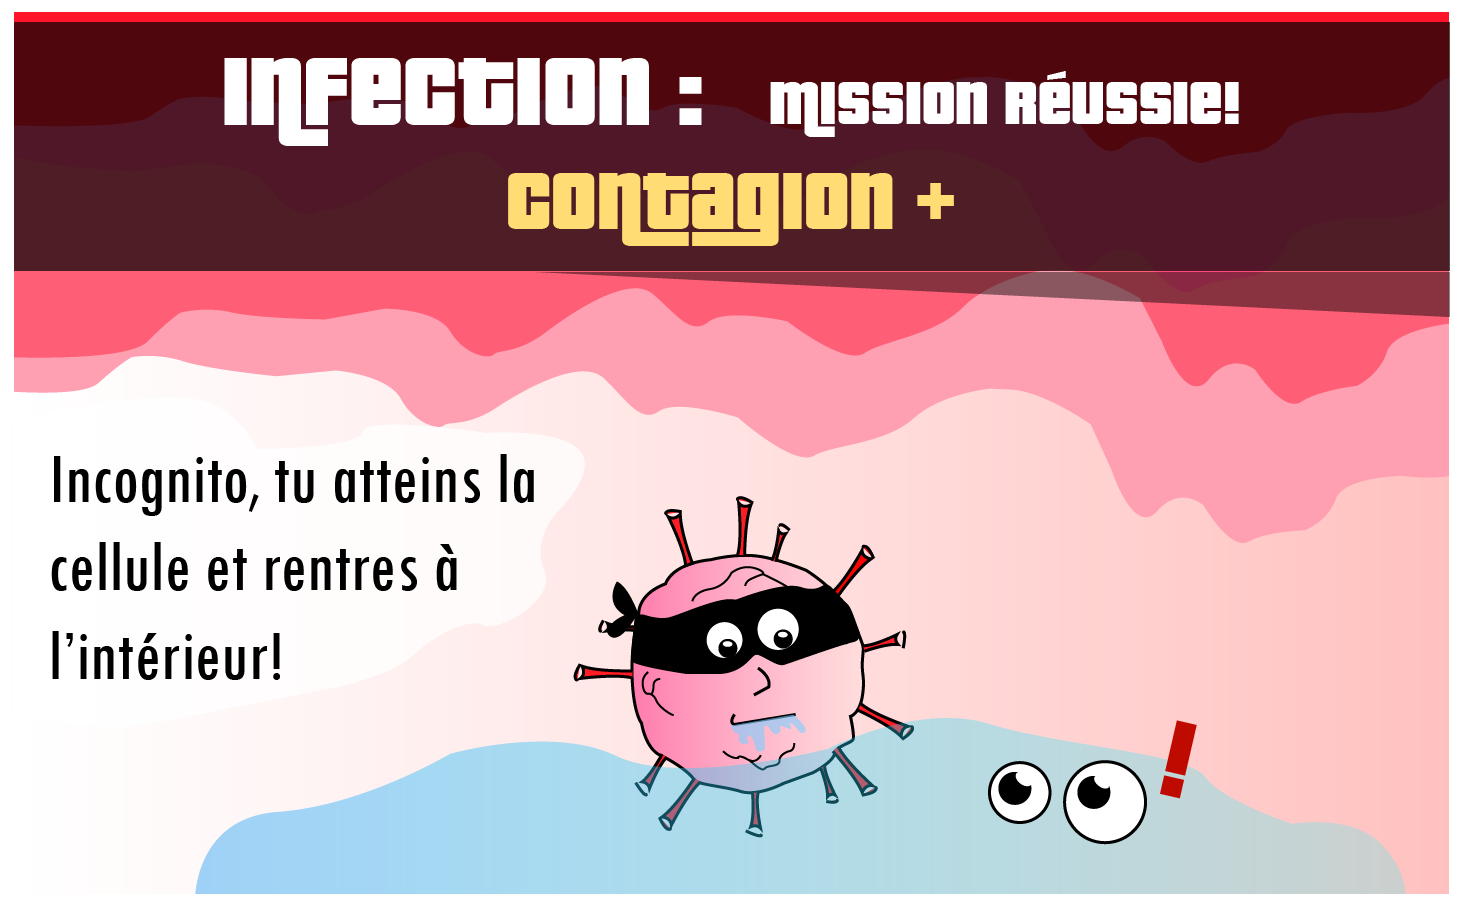 Infection : mission réussie!
contagion +
Incognito, tu atteins la
cellule et rentres à
l’intérieur!
!